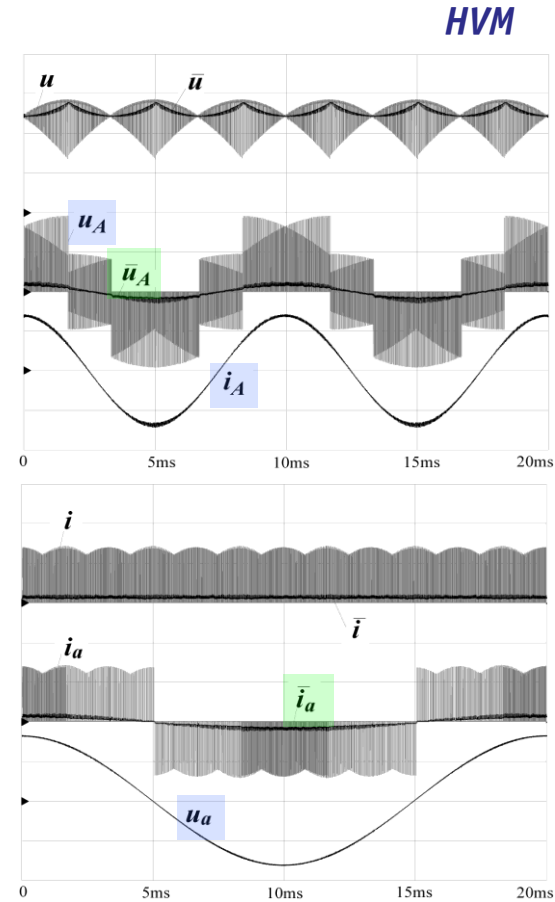 HVM
u ū
u_A
ū_A
i_A
0 5ms 10ms 15ms 20ms
i
ī
i_a
ī_a
u_a
0 5ms 10ms 15ms 20ms